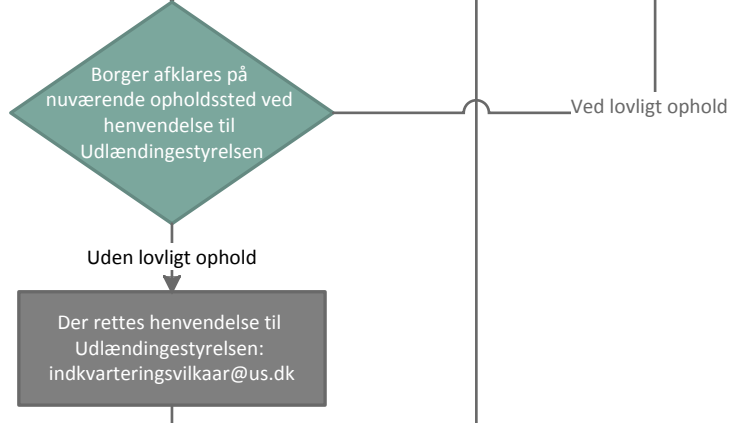 Borger afklares på
nuværende opholdssted ved
henvendelse til
Udlændingestyrelsen
Ved lovligt ophold
Uden lovligt ophold
Der rettes henvendelse til
Udlændingestyrelsen:
indkvarteringsvilkaar@us.dk